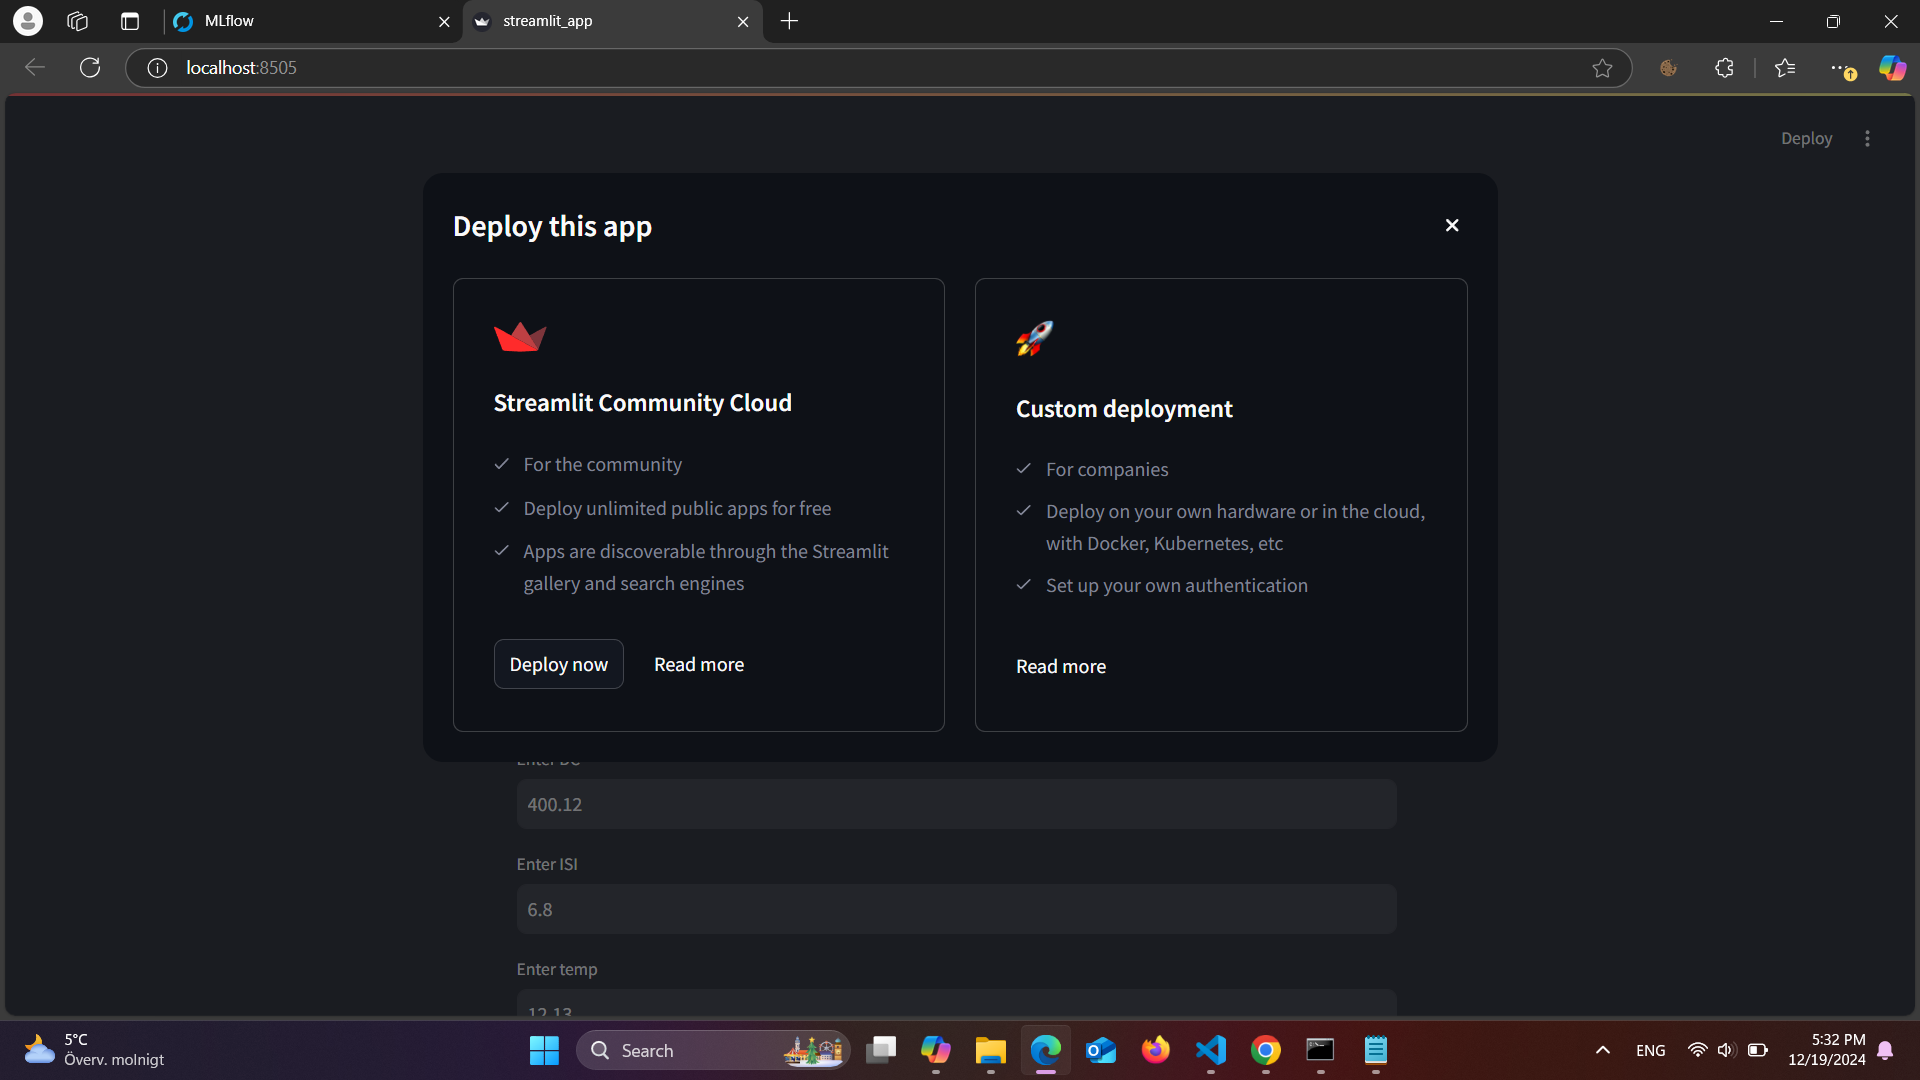 MLflow
streamlit_app
localhost:8505
Deploy
Deploy this app
Streamlit Community Cloud
For the community
Deploy unlimited public apps for free
Apps are discoverable through the Streamlit
gallery and search engines
Deploy now
Read more
Custom deployment
For companies
Deploy on your own hardware or in the cloud,
with Docker, Kubernetes, etc
Set up your own authentication
Read more
Enter DC
400.12
Enter ISI
6.8
Enter temp
12.13
5°C
Överv. molnigt
Search
ENG
5:32 PM
12/19/2024